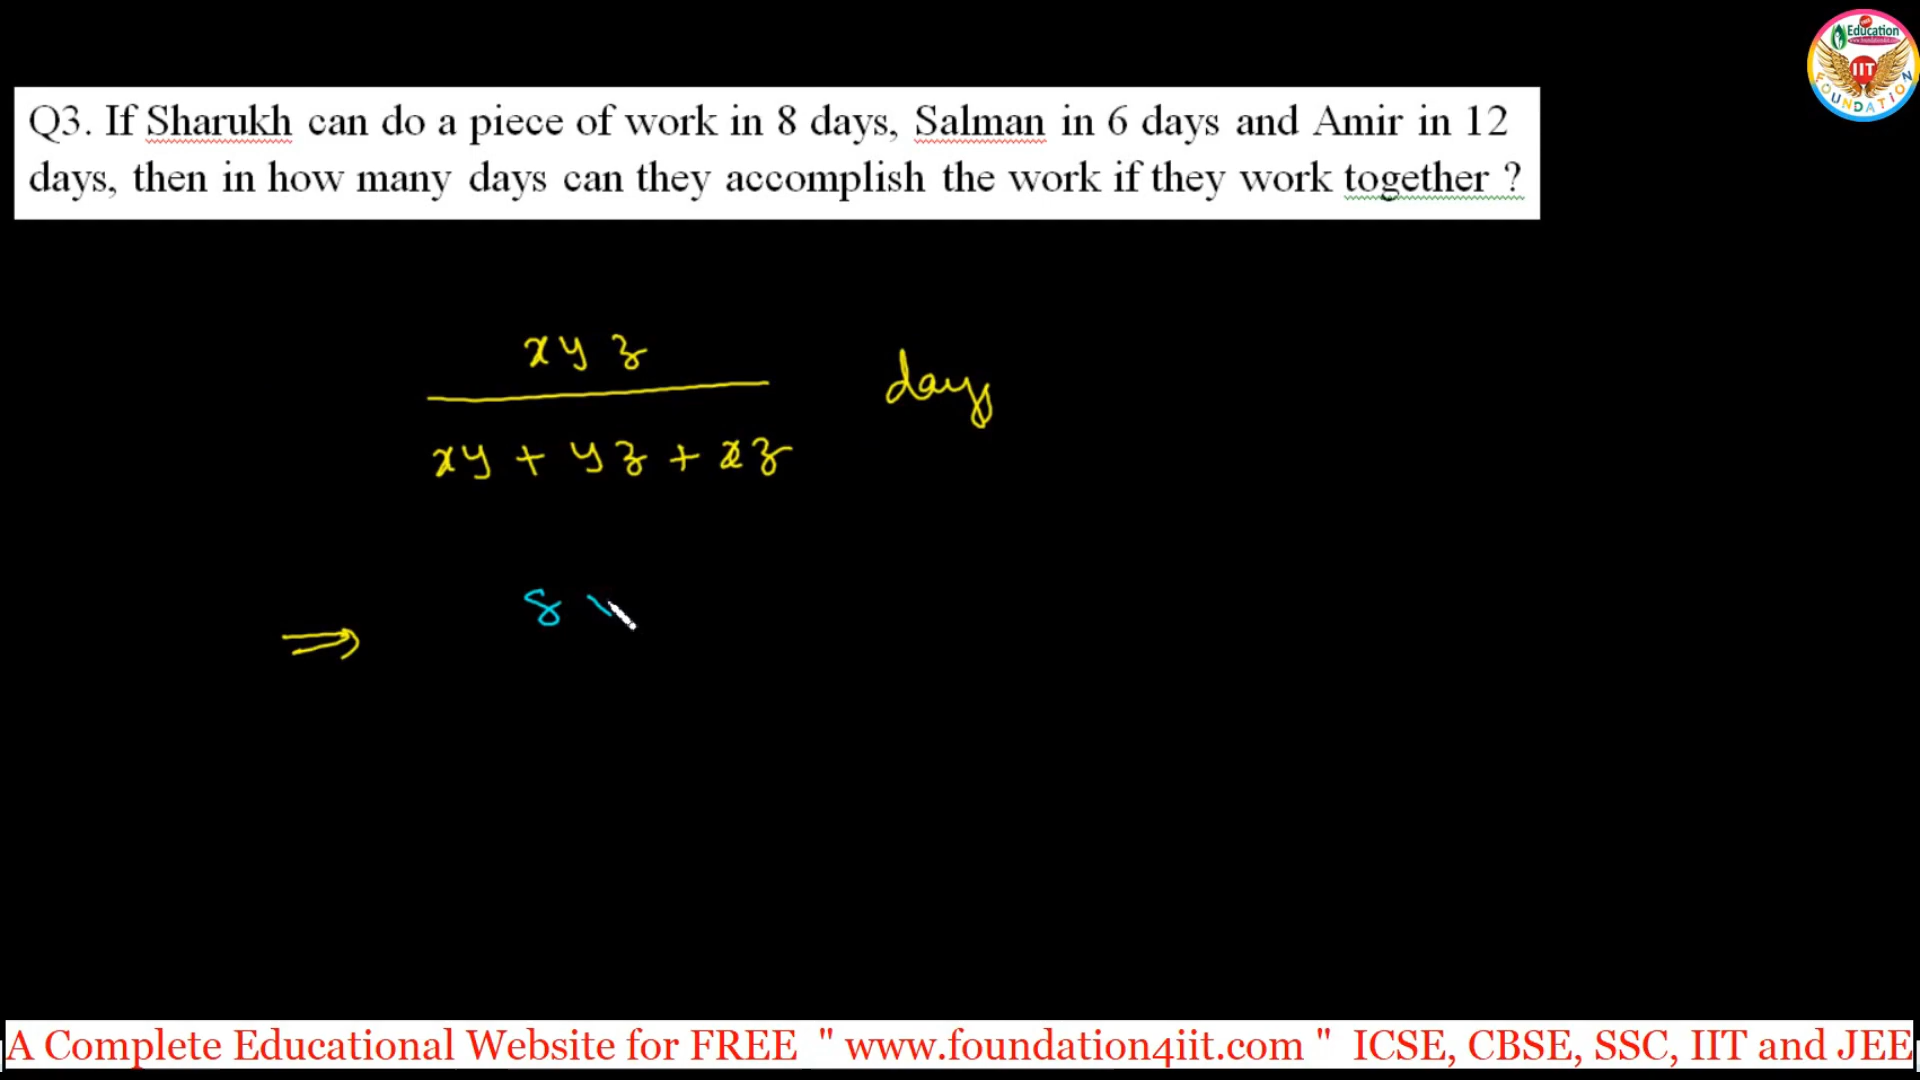 Education
IIT
FOUNDATION
Q3. If Sharukh can do a piece of work in 8 days, Salman in 6 days and Amir in 12
days, then in how many days can they accomplish the work if they work together ?
xyz
days
xy + yz + xz
8
A Complete Educational Website for FREE " www.foundation4iit.com " ICSE, CBSE, SSC, IIT and JEE